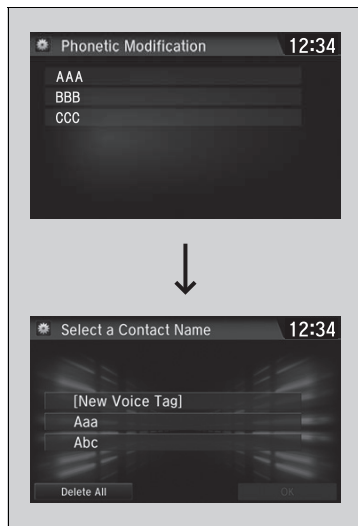 Phonetic Modification 12:34
AAA
BBB
CCC
Select a Contact Name 12:34
[New Voice Tag]
Aaa
Abc
Delete All OK